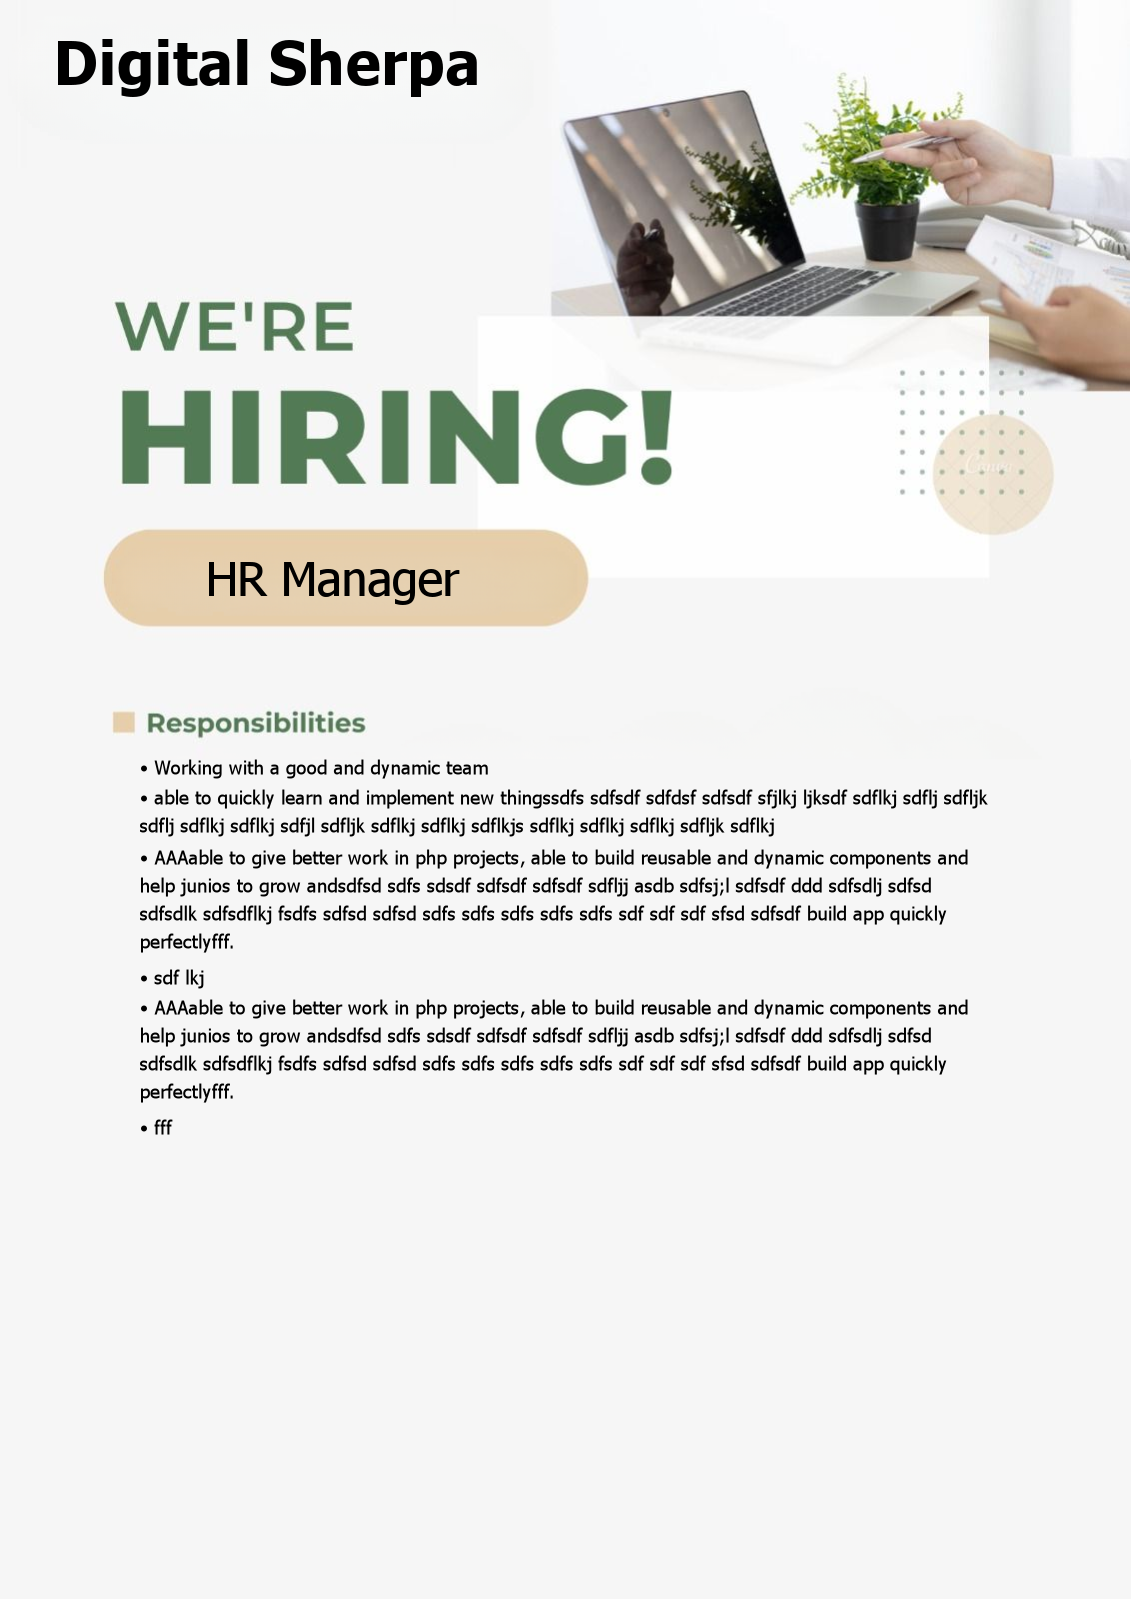 Digital Sherpa
WE'RE
HIRING!
Canva
HR Manager
Responsibilities
• Working with a good and dynamic team
• able to quickly learn and implement new thingssdfs sdfsdf sdfdsf sdfsdf sfjlkj ljksdf sdflkj sdflj sdfljk
sdflj sdflkj sdflkj sdfjl sdfljk sdflkj sdflkj sdflkjs sdflkj sdflkj sdflkj sdfljk sdflkj
• AAAable to give better work in php projects, able to build reusable and dynamic components and
help junios to grow andsdfsd sdfs sdsdf sdfsdf sdfsdf sdfljj asdb sdfsj;l sdfsdf ddd sdfsdlj sdfsd
sdfsdlk sdfsdflkj fsdfs sdfsd sdfsd sdfs sdfs sdfs sdfs sdfs sdf sdf sdf sfsd sdfsdf build app quickly
perfectlyfff.
• sdf lkj
• AAAable to give better work in php projects, able to build reusable and dynamic components and
help junios to grow andsdfsd sdfs sdsdf sdfsdf sdfsdf sdfljj asdb sdfsj;l sdfsdf ddd sdfsdlj sdfsd
sdfsdlk sdfsdflkj fsdfs sdfsd sdfsd sdfs sdfs sdfs sdfs sdfs sdf sdf sdf sfsd sdfsdf build app quickly
perfectlyfff.
• fff